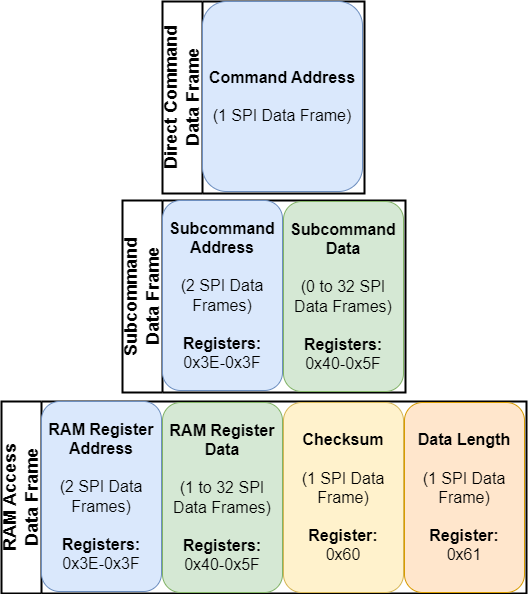 Direct Command
Data Frame
Command Address
(1 SPI Data Frame)
Subcommand
Data Frame
Subcommand
Address
(2 SPI Data
Frames)
Registers:
0x3E-0x3F
Subcommand
Data
(0 to 32 SPI
Data Frames)
Registers:
0x40-0x5F
RAM Access
Data Frame
RAM Register
Address
(2 SPI Data
Frames)
Registers:
0x3E-0x3F
RAM Register
Data
(1 to 32 SPI
Data Frames)
Registers:
0x40-0x5F
Checksum
(1 SPI Data
Frame)
Register:
0x60
Data Length
(1 SPI Data
Frame)
Register:
0x61